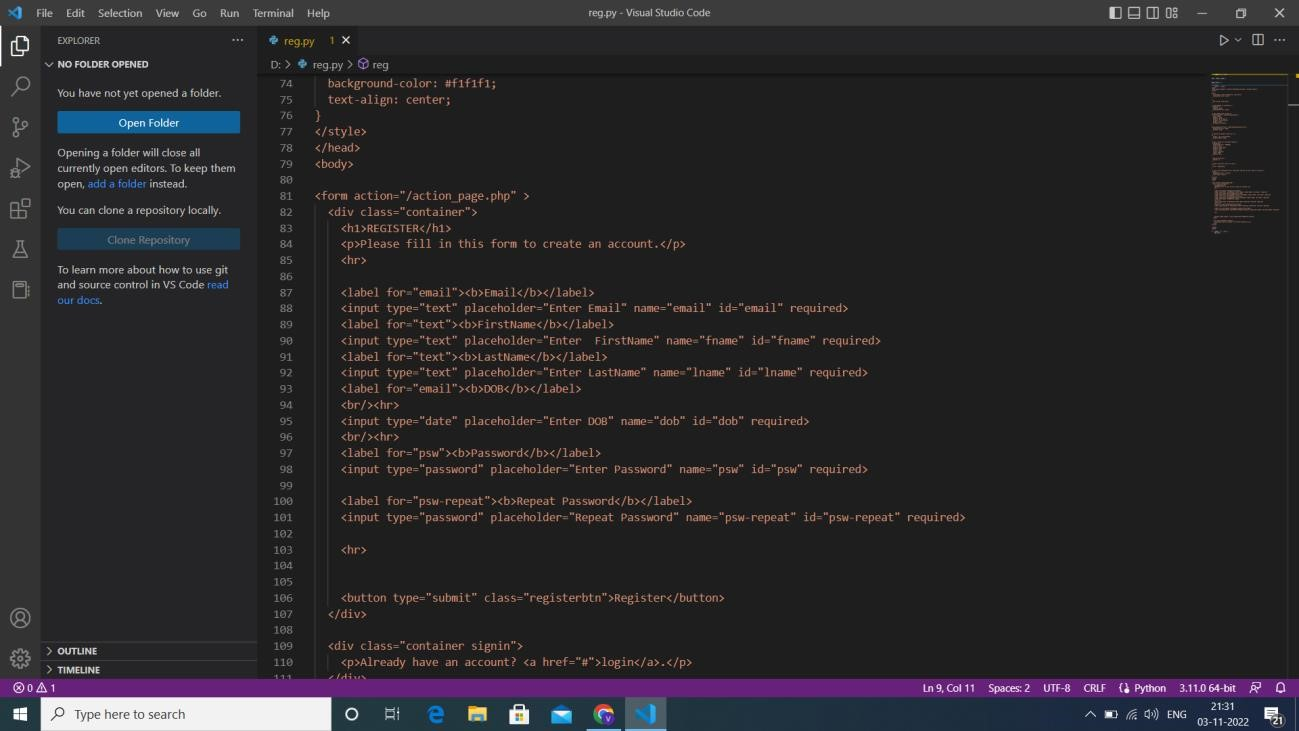 File Edit Selection View Go Run Terminal Help
reg.py - Visual Studio Code
EXPLORER
NO FOLDER OPENED
You have not yet opened a folder.
Open Folder
Opening a folder will close all
currently open editors. To keep them
open, add a folder instead.
You can clone a repository locally.
Clone Repository
To learn more about how to use git
and source control in VS Code read
our docs.
OUTLINE
TIMELINE
reg.py 1
D: > reg.py > reg
74 background-color: #f1f1f1;
75 text-align: center;
76 }
77 </style>
78 </head>
79 <body>
80
81 <form action="/action_page.php" >
82 <div class="container">
83 <h1>REGISTER</h1>
84 <p>Please fill in this form to create an account.</p>
85 <hr>
86
87 <label for="email"><b>Email</b></label>
88 <input type="text" placeholder="Enter Email" name="email" id="email" required>
89 <label for="text"><b>FirstName</b></label>
90 <input type="text" placeholder="Enter  FirstName" name="fname" id="fname" required>
91 <label for="text"><b>LastName</b></label>
92 <input type="text" placeholder="Enter LastName" name="lname" id="lname" required>
93 <label for="email"><b>DOB</b></label>
94 <br/><hr>
95 <input type="date" placeholder="Enter DOB" name="dob" id="dob" required>
96 <br/><hr>
97 <label for="psw"><b>Password</b></label>
98 <input type="password" placeholder="Enter Password" name="psw" id="psw" required>
99
100 <label for="psw-repeat"><b>Repeat Password</b></label>
101 <input type="password" placeholder="Repeat Password" name="psw-repeat" id="psw-repeat" required>
102
103 <hr>
104
105
106 <button type="submit" class="registerbtn">Register</button>
107 </div>
108
109 <div class="container signin">
110 <p>Already have an account? <a href="#">login</a>.</p>
111 </div>
0 1
Ln 9, Col 11 Spaces: 2 UTF-8 CRLF Python 3.11.0 64-bit
Type here to search
ENG
21:31
03-11-2022
21